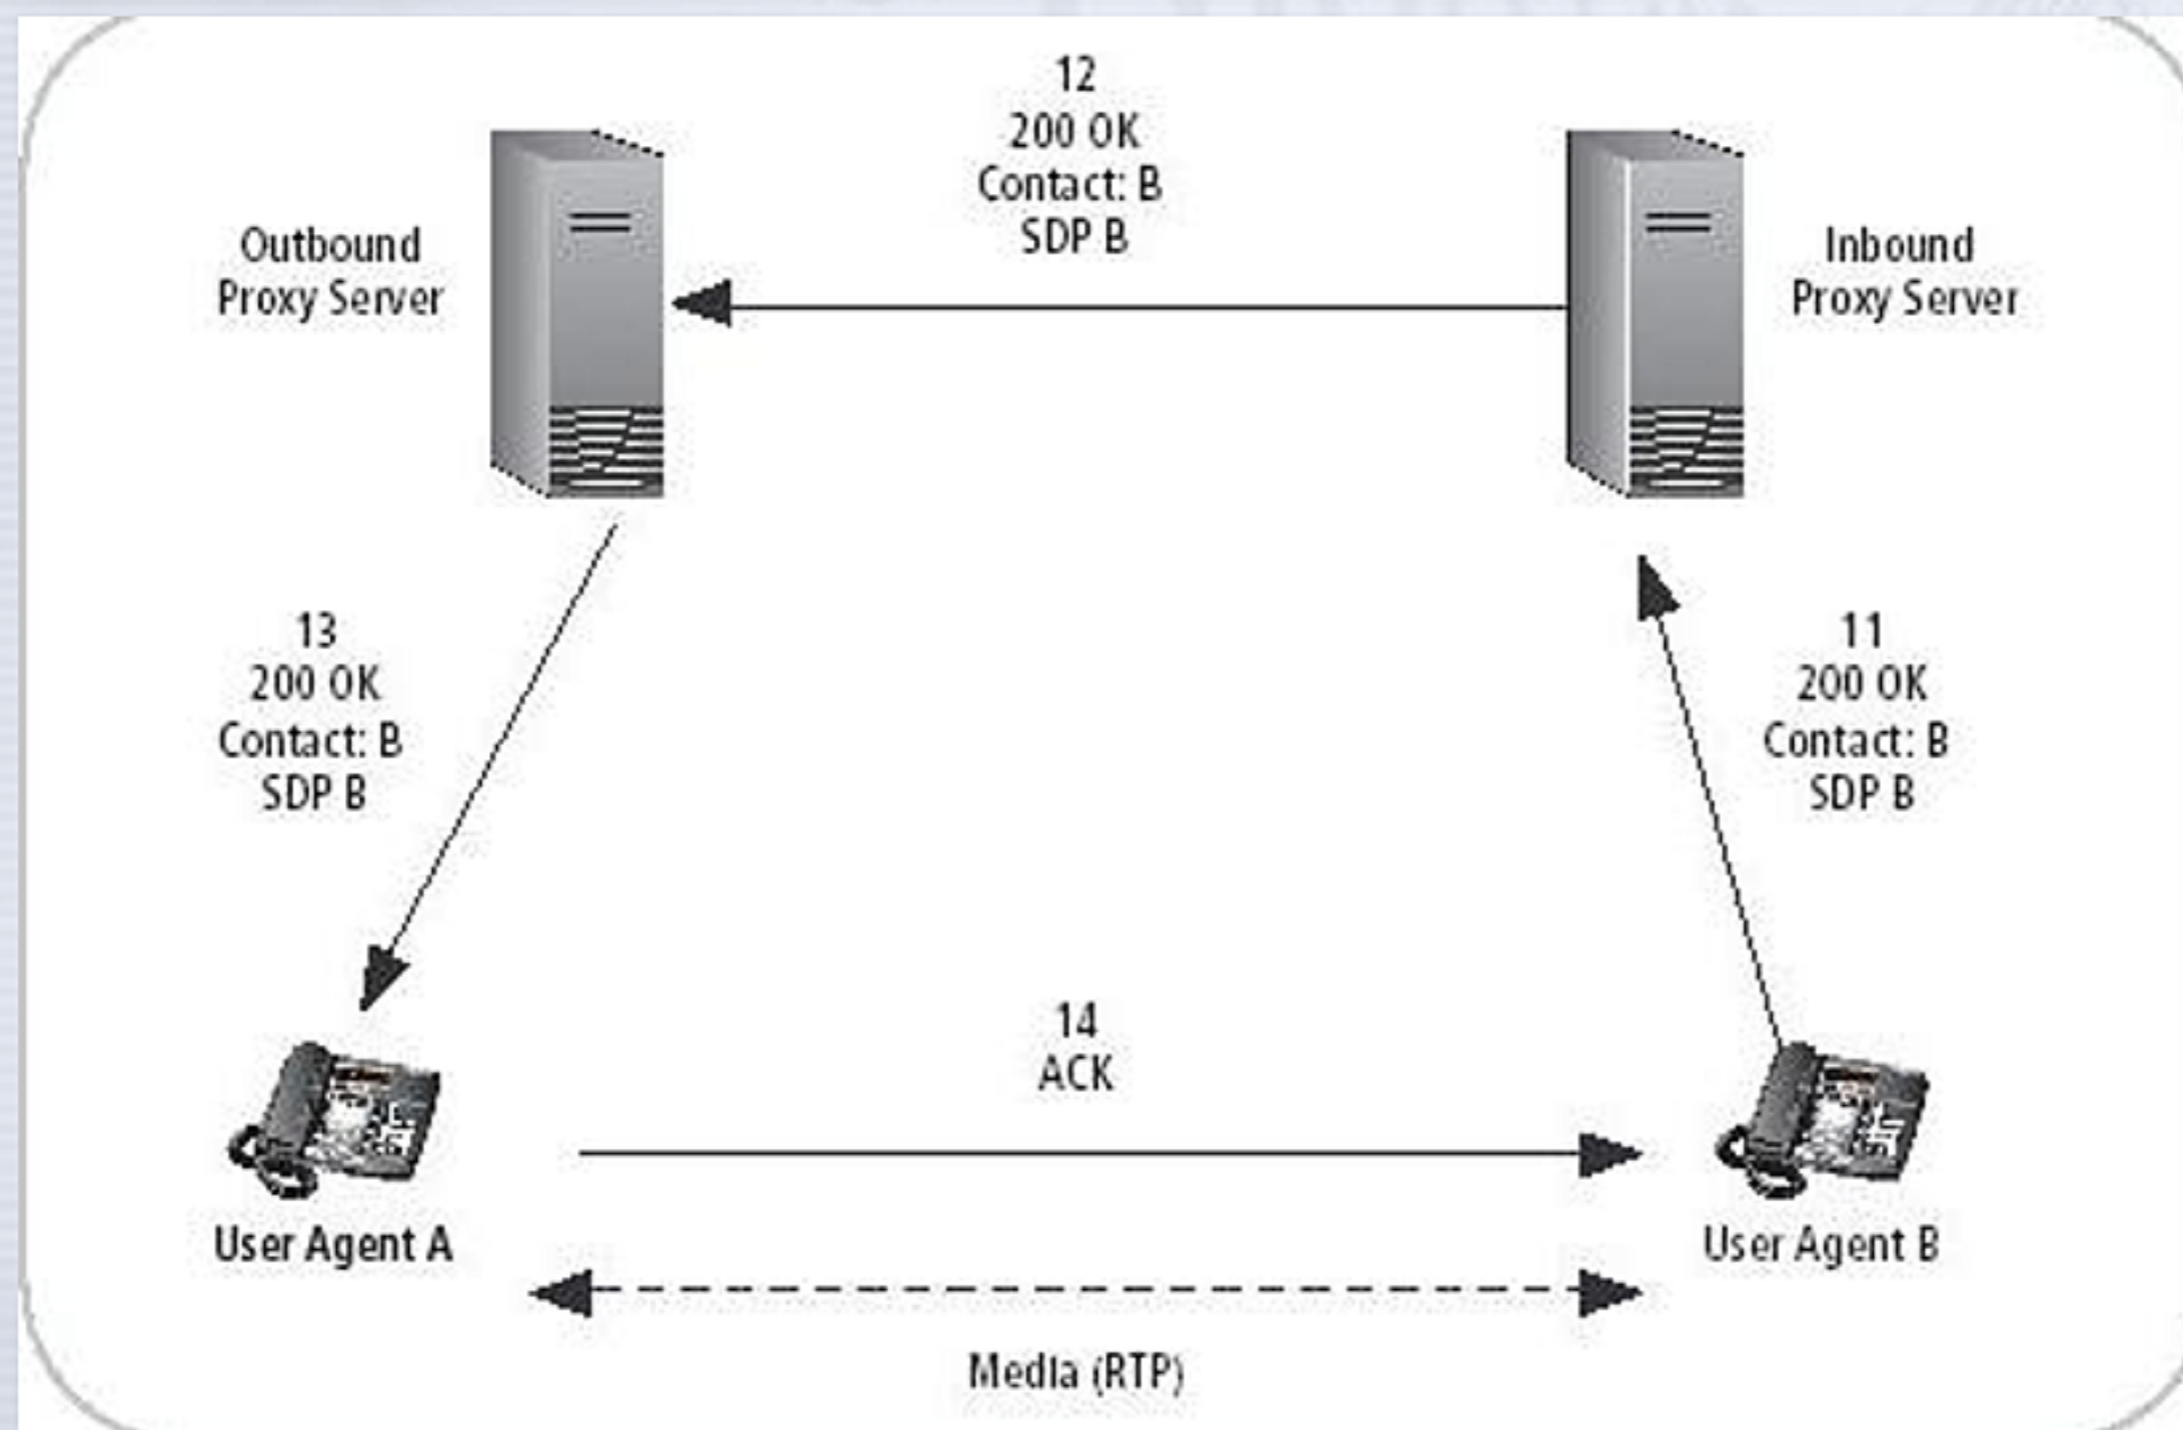 12
200 OK
Contact: B
SDP B
Outbound
Proxy Server
Inbound
Proxy Server
13
200 OK
Contact: B
SDP B
11
200 OK
Contact: B
SDP B
14
ACK
User Agent A
User Agent B
Media (RTP)